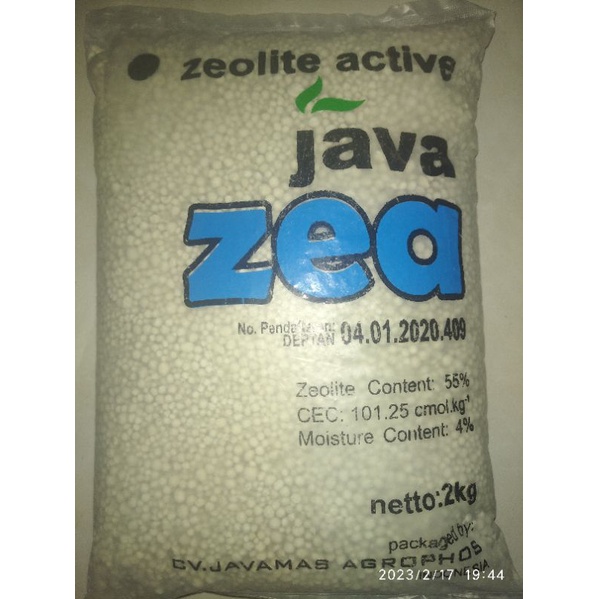 zeolite active
java
zea
No. Pendaftaran:
DEPTAN 04.01.2020.409
Zeolite Content: 55%
CEC: 101.25 cmol.kg⁻¹
Moisture Content: 4%
netto:2kg
packaged by:
CV.JAVAMAS AGROPHOS
INDONESIA
2023/2/17 19:44